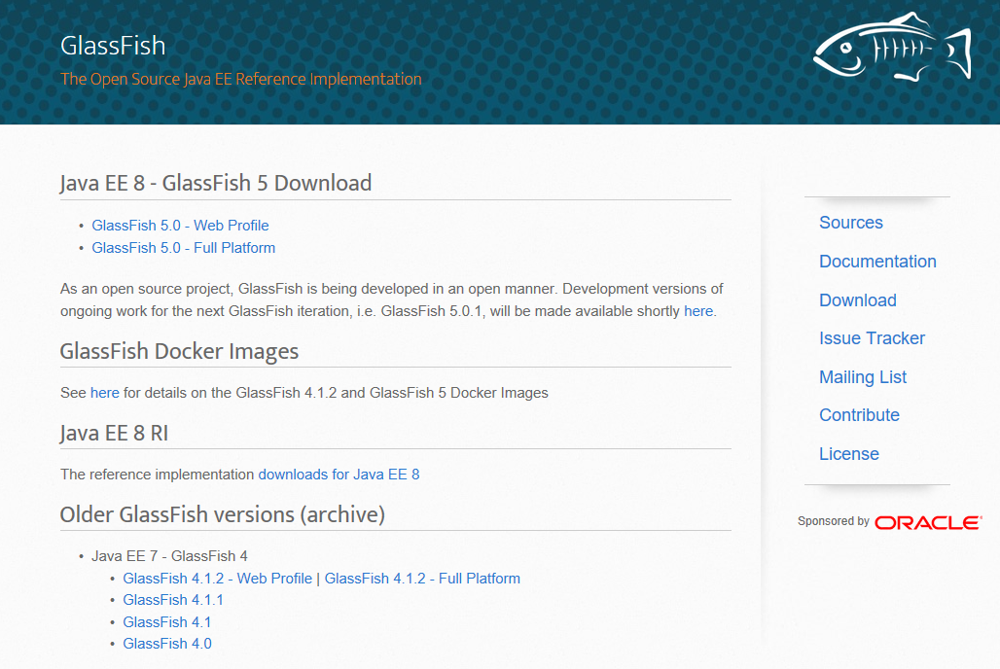 GlassFish
The Open Source Java EE Reference Implementation
Java EE 8 - GlassFish 5 Download
• GlassFish 5.0 - Web Profile
• GlassFish 5.0 - Full Platform
As an open source project, GlassFish is being developed in an open manner. Development versions of
ongoing work for the next GlassFish iteration, i.e. GlassFish 5.0.1, will be made available shortly here.
GlassFish Docker Images
See here for details on the GlassFish 4.1.2 and GlassFish 5 Docker Images
Java EE 8 RI
The reference implementation downloads for Java EE 8
Older GlassFish versions (archive)
• Java EE 7 - GlassFish 4
• GlassFish 4.1.2 - Web Profile | GlassFish 4.1.2 - Full Platform
• GlassFish 4.1.1
• GlassFish 4.1
• GlassFish 4.0
Sources
Documentation
Download
Issue Tracker
Mailing List
Contribute
License
Sponsored by ORACLE